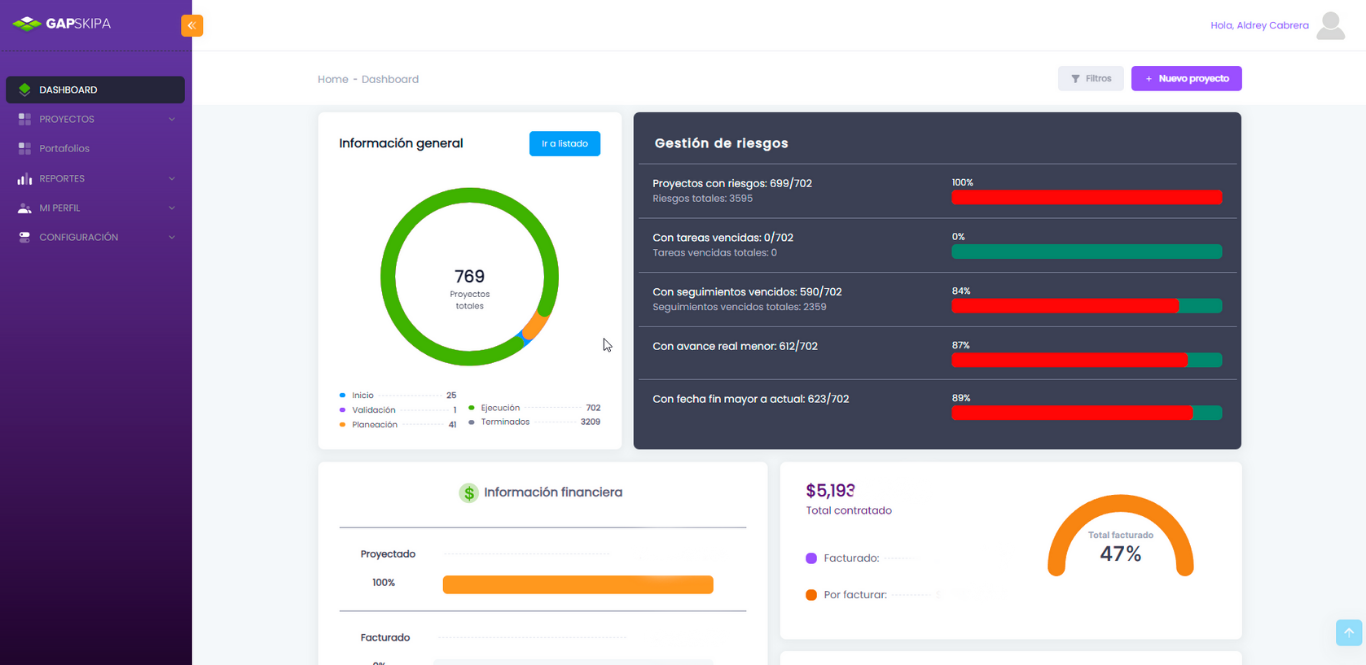 GAPSKIPA
Hola, Aldrey Cabrera
DASHBOARD
PROYECTOS
Portafolios
REPORTES
MI PERFIL
CONFIGURACIÓN
Home - Dashboard
Filtros
+ Nuevo proyecto
Información general
Ir a listado
769
Proyectos
totales
Inicio 25
Validación 1
Planeación 41
Ejecución 702
Terminados 3209
Gestión de riesgos
Proyectos con riesgos: 699/702
Riesgos totales: 3595
100%
Con tareas vencidas: 0/702
Tareas vencidas totales: 0
0%
Con seguimientos vencidos: 590/702
Seguimientos vencidos totales: 2359
84%
Con avance real menor: 612/702
87%
Con fecha fin mayor a actual: 623/702
89%
$ Información financiera
Proyectado
100%
Facturado
0%
$5,193
Total contratado
Facturado:
Por facturar:
Total facturado
47%